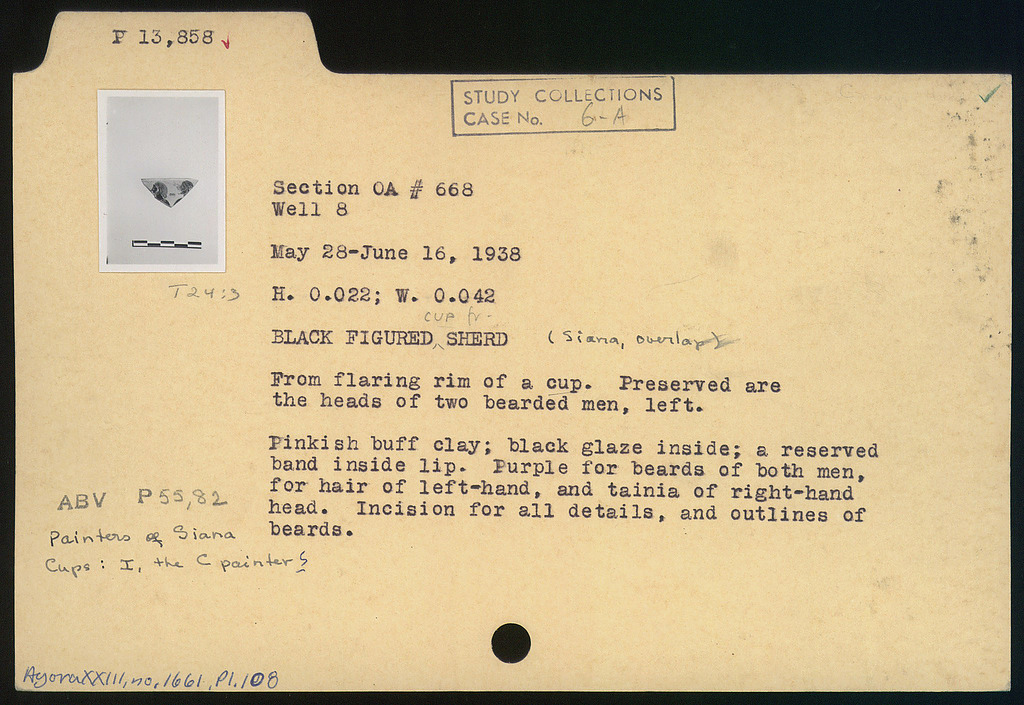 P 13,858
STUDY COLLECTIONS
CASE No. 6-A
Section OA # 668
Well 8
May 28-June 16, 1938
T24:3
H. 0.022; W. 0.042
cup fr-
BLACK FIGURED SHERD (Siana, overlap)
From flaring rim of a cup. Preserved are
the heads of two bearded men, left.
Pinkish buff clay; black glaze inside; a reserved
band inside lip. Purple for beards of both men,
for hair of left-hand, and tainia of right-hand
head. Incision for all details, and outlines of
beards.
ABV P55,82
Painters of Siana
Cups: I, the C painter
Agora XXIII, no. 1661, Pl. 108